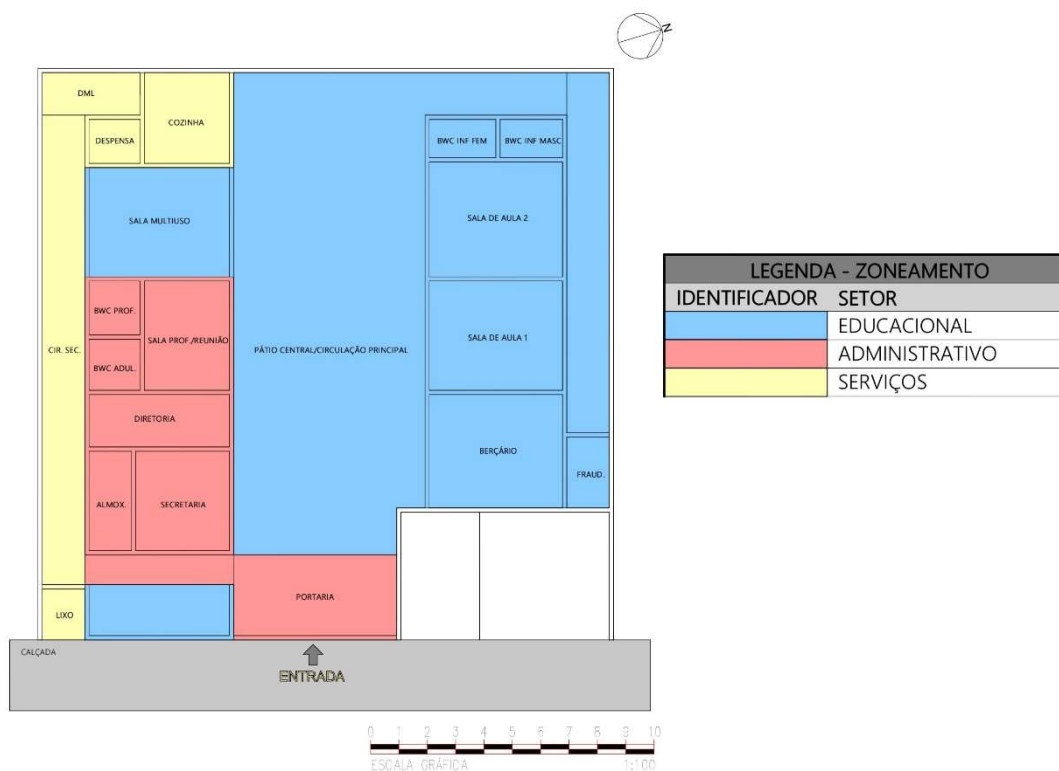 N
DML
COZINHA
DESPENSA
BWC INF FEM
BWC INF MASC
SALA MULTIUSO
SALA DE AULA 2
BWC PROF.
SALA PROF./REUNIÃO
CIR. SEC.
BWC ADUL.
PÁTIO CENTRAL/CIRCULAÇÃO PRINCIPAL
SALA DE AULA 1
DIRETORIA
BERÇÁRIO
FRAUD.
ALMOX.
SECRETARIA
PORTARIA
LIXO
CALÇADA
ENTRADA
LEGENDA - ZONEAMENTO
IDENTIFICADOR SETOR
EDUCACIONAL
ADMINISTRATIVO
SERVIÇOS
0 1 2 3 4 5 6 7 8 9 10
ESCALA GRÁFICA 1:100